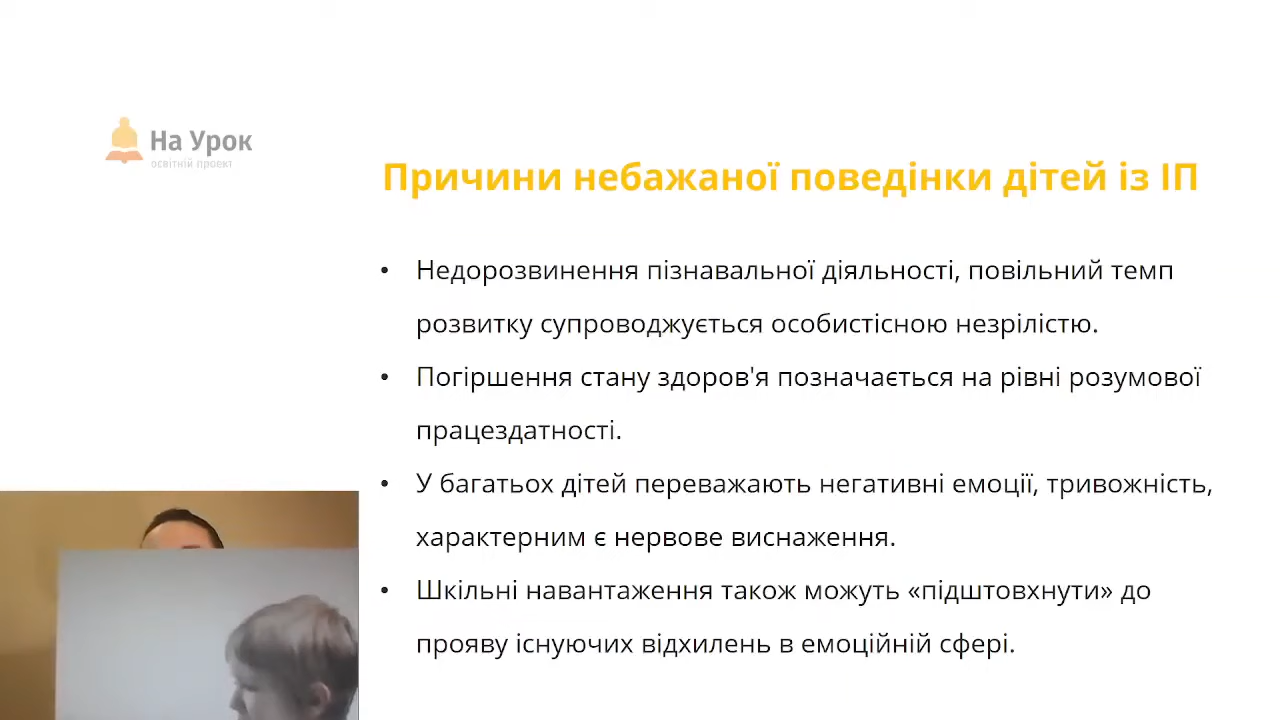 На Урок
освітній проект
Причини небажаної поведінки дітей із ІП
• Недорозвинення пізнавальної діяльності, повільний темп
розвитку супроводжується особистісною незрілістю.
• Погіршення стану здоров'я позначається на рівні розумової
працездатності.
• У багатьох дітей переважають негативні емоції, тривожність,
характерним є нервове виснаження.
• Шкільні навантаження також можуть «підштовхнути» до
прояву існуючих відхилень в емоційній сфері.